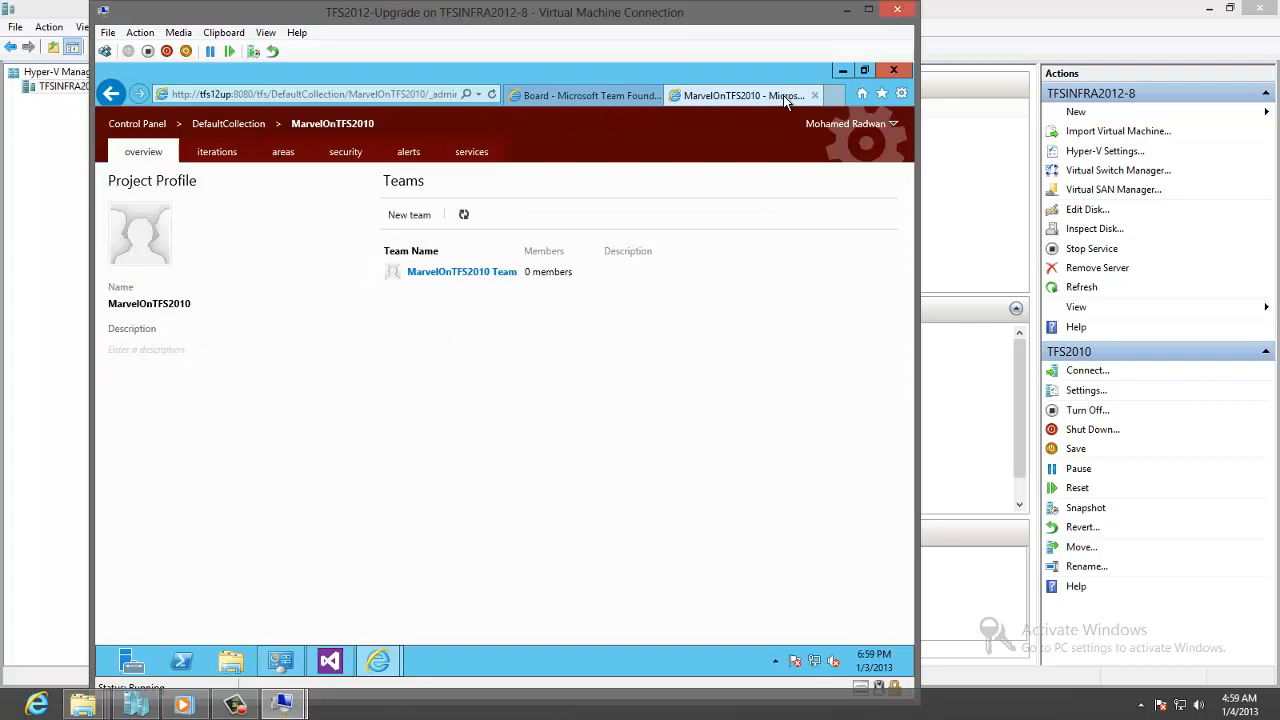 TFS2012-Upgrade on TFSINFRA2012-8 - Virtual Machine Connection
File Action
File Action Media Clipboard View Help
Hyper-V Mana
TFSINFRA20
http://tfs12up:8080/tfs/DefaultCollection/MarvelOnTFS2010/_admin
Board - Microsoft Team Found...
MarvelOnTFS2010 - Micros...
Control Panel > DefaultCollection > MarvelOnTFS2010
Mohamed Radwan
overview iterations areas security alerts services
Project Profile
Teams
New team
Team Name Members Description
MarvelOnTFS2010 Team 0 members
Name
MarvelOnTFS2010
Description
Enter a description
6:59 PM
1/3/2013
Actions
TFSINFRA2012-8
New
Import Virtual Machine...
Hyper-V Settings...
Virtual Switch Manager...
Virtual SAN Manager...
Edit Disk...
Inspect Disk...
Stop Service
Remove Server
Refresh
View
Help
TFS2010
Connect...
Settings...
Turn Off...
Shut Down...
Save
Pause
Reset
Snapshot
Revert...
Move...
Rename...
Help
Activate Windows
Go to PC settings to activate Windows.
Status: Running
4:59 AM
1/4/2013